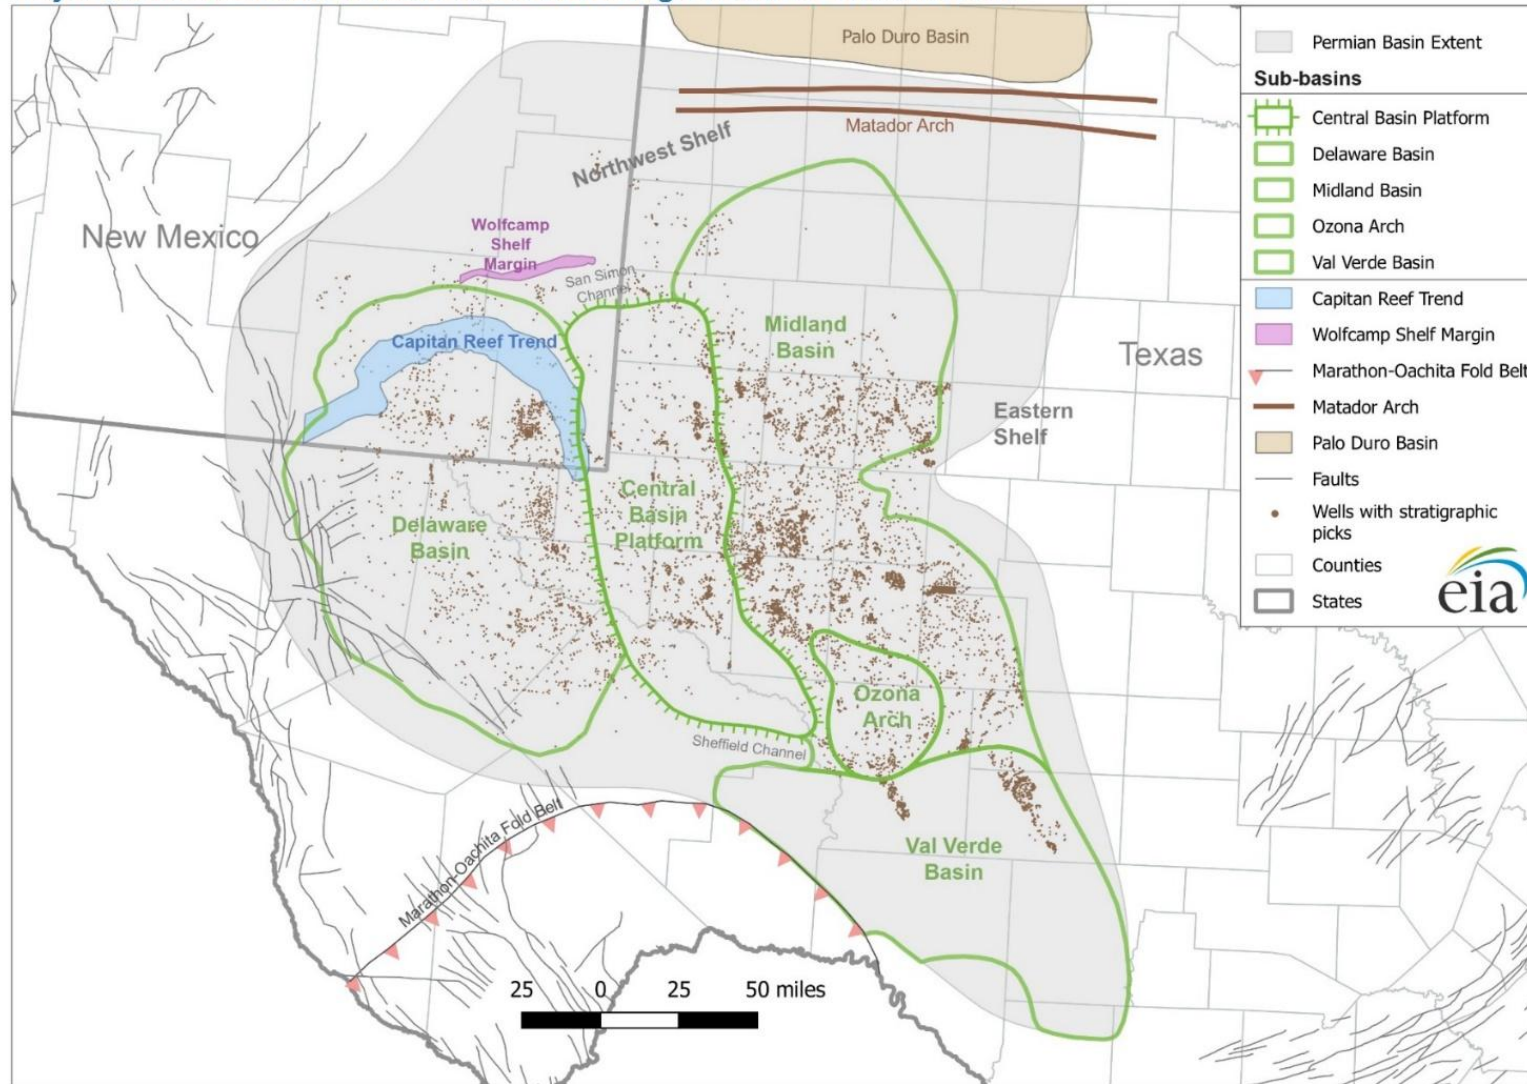 Palo Duro Basin
Matador Arch
Northwest Shelf
New Mexico
Wolfcamp
Shelf
Margin
San Simon
Channel
Capitan Reef Trend
Midland
Basin
Texas
Eastern
Shelf
Central
Basin
Platform
Delaware
Basin
Ozona
Arch
Sheffield Channel
Val Verde
Basin
Marathon-Oachita Fold Belt
25 0 25 50 miles
Permian Basin Extent
Sub-basins
Central Basin Platform
Delaware Basin
Midland Basin
Ozona Arch
Val Verde Basin
Capitan Reef Trend
Wolfcamp Shelf Margin
Marathon-Oachita Fold Belt
Matador Arch
Palo Duro Basin
Faults
Wells with stratigraphic
picks
Counties
States
eia